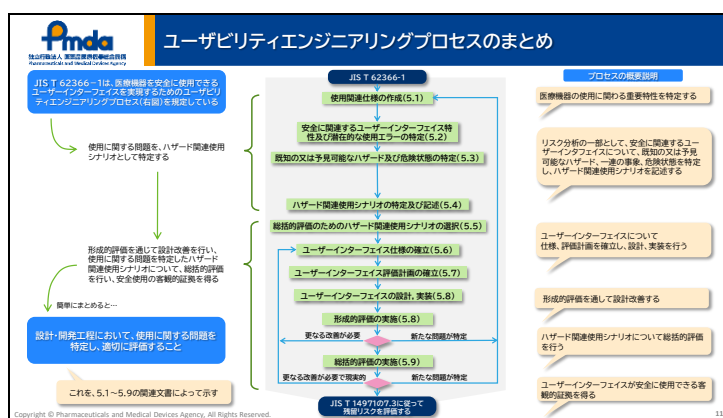 Pmda
独立行政法人 医薬品医療機器総合機構
Pharmaceuticals and Medical Devices Agency
ユーザビリティエンジニアリングプロセスのまとめ
JIS T 62366-1は、医療機器を安全に使用できる
ユーザーインターフェイスを実現するためのユーザビリ
ティエンジニアリングプロセス(右図)を規定している
使用に関する問題を、ハザード関連使用
シナリオとして特定する
形成的評価を通じて設計改善を行い、
使用に関する問題を特定したハザード
関連使用シナリオについて、総括的評価
を行い、安全使用の客観的証拠を得る
簡単にまとめると…
設計・開発工程において、使用に関する問題を
特定し、適切に評価すること
これを、5.1~5.9の関連文書によって示す
JIS T 62366-1
使用関連仕様の作成(5.1)
安全に関連するユーザーインターフェイス特
性及び潜在的な使用エラーの特定(5.2)
既知の又は予見可能なハザード及び危険状態の特定(5.3)
ハザード関連使用シナリオの特定及び記述(5.4)
総括的評価のためのハザード関連使用シナリオの選択(5.5)
ユーザーインターフェイス仕様の確立(5.6)
ユーザーインターフェイス評価計画の確立(5.7)
ユーザーインターフェイスの設計,実装(5.8)
形成的評価の実施(5.8)
更なる改善が必要
新たな問題が特定
総括的評価の実施(5.9)
更なる改善が必要で現実的
新たな問題が特定
JIS T 14971の7.3に従って
残留リスクを評価する
プロセスの概要説明
医療機器の使用に関わる重要特性を特定する
リスク分析の一部として、安全に関連するユー
ザーインタフェイスについて、既知の又は予見
可能なハザード、一連の事象、危険状態を特定
し、ハザード関連使用シナリオを記述する
ユーザーインターフェイスについて
仕様、評価計画を確立し、設計、実装を行う
形成的評価を通して設計改善する
ハザード関連使用シナリオについて総括的評価
を行う
ユーザーインターフェイスが安全に使用できる客
観的証拠を得る
Copyright © Pharmaceuticals and Medical Devices Agency, All Rights Reserved.
11